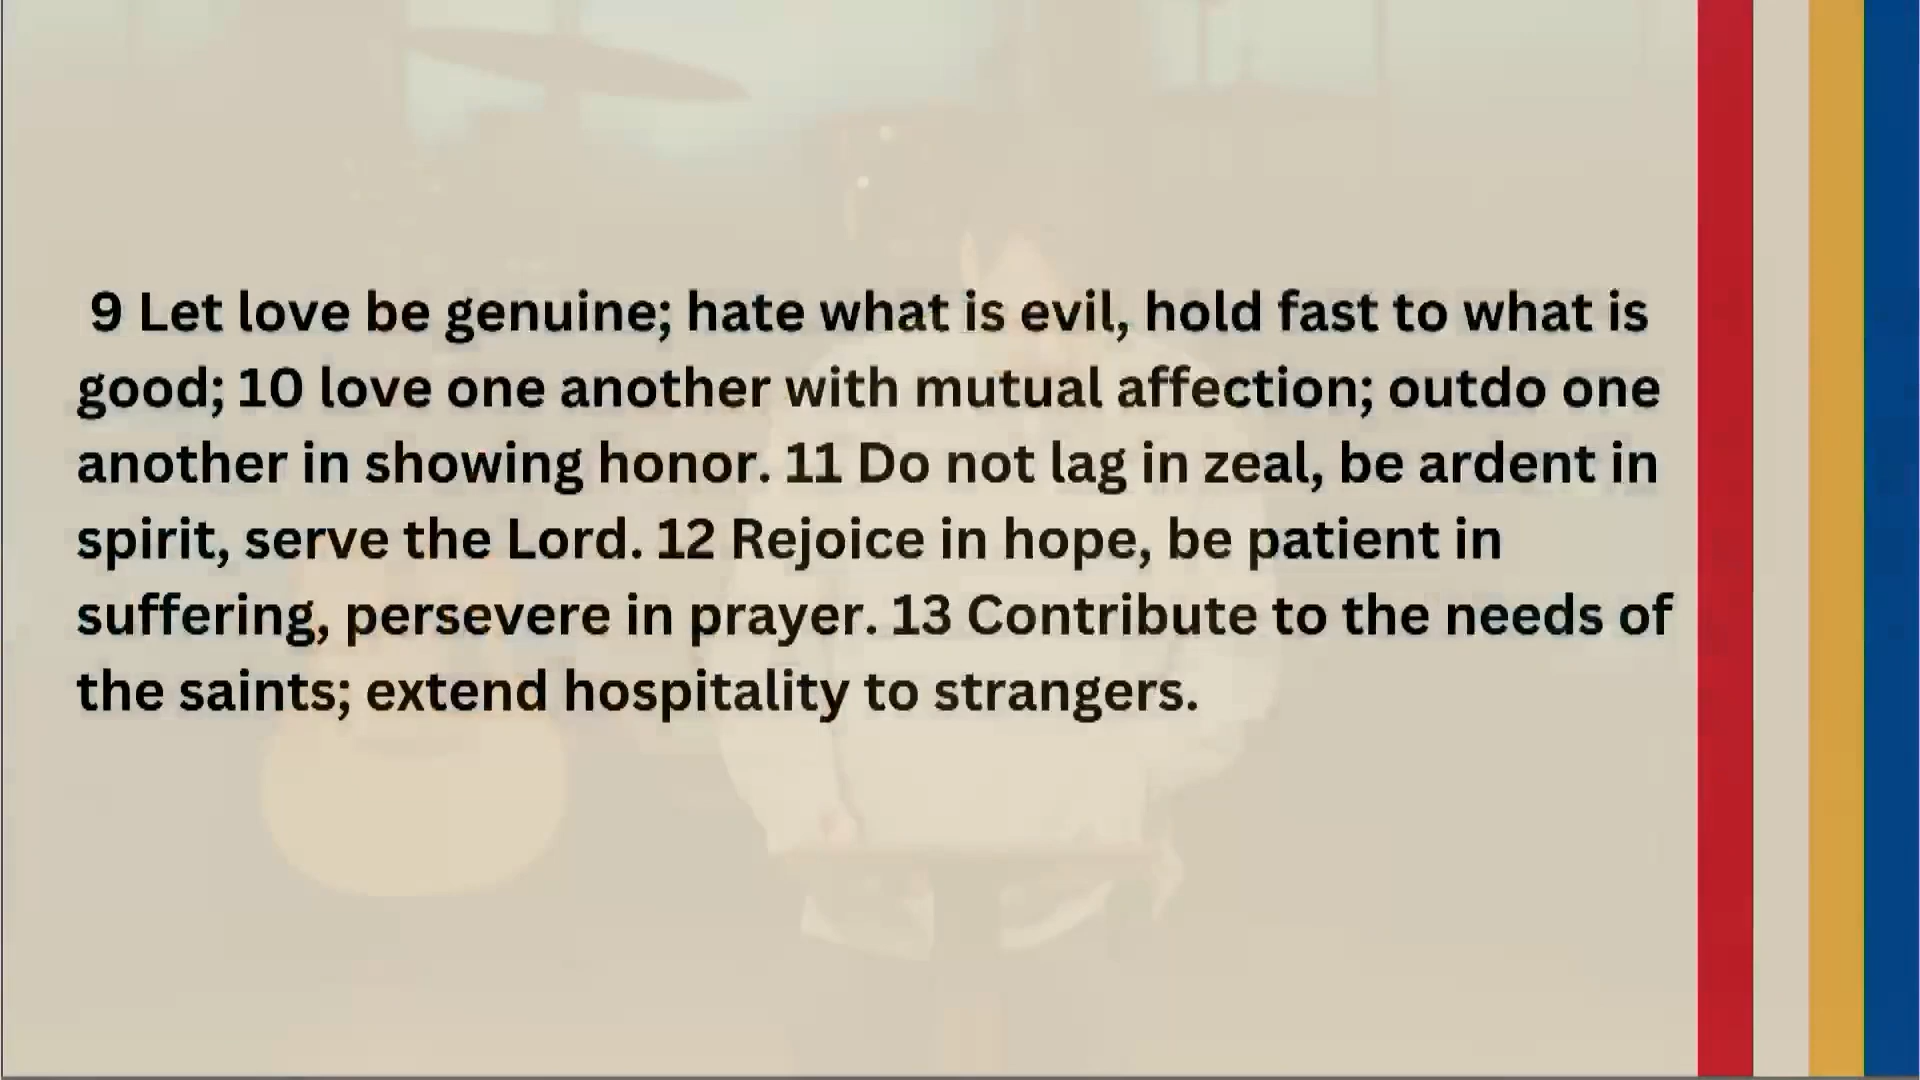 9 Let love be genuine; hate what is evil, hold fast to what is
good; 10 love one another with mutual affection; outdo one
another in showing honor. 11 Do not lag in zeal, be ardent in
spirit, serve the Lord. 12 Rejoice in hope, be patient in
suffering, persevere in prayer. 13 Contribute to the needs of
the saints; extend hospitality to strangers.